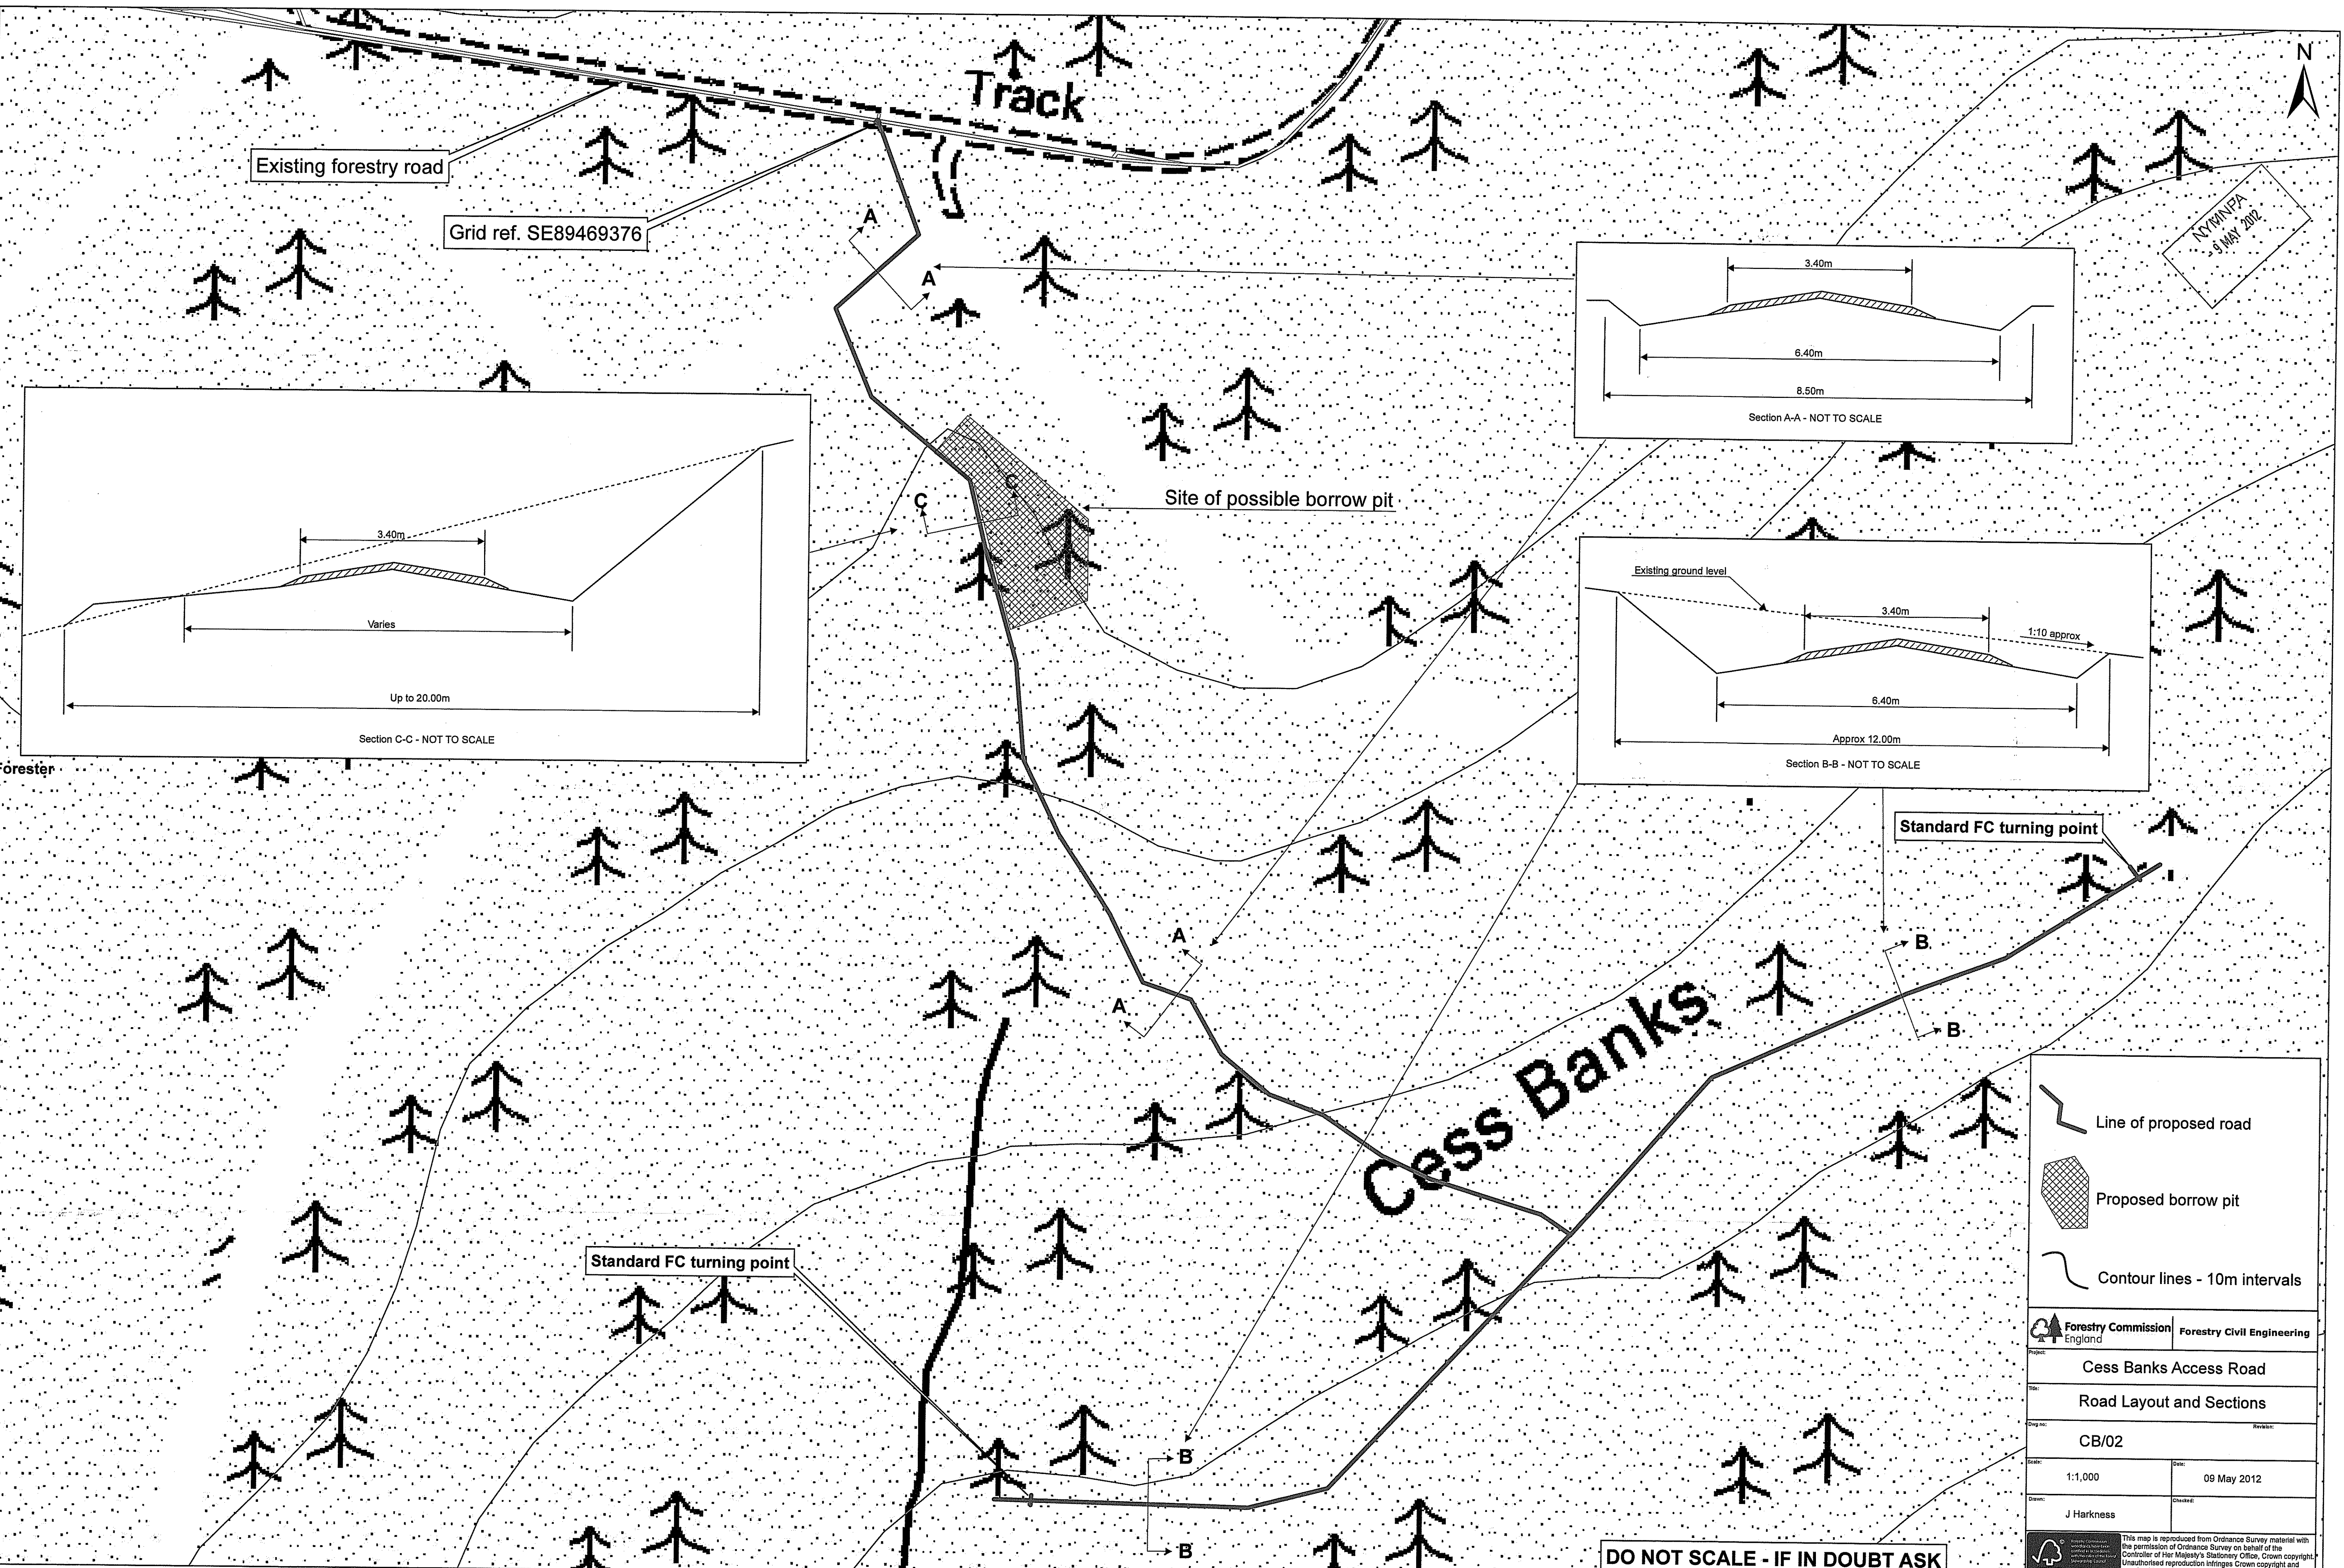 N
Track
Existing forestry road
Grid ref. SE89469376
NYMNPA
- 9 MAY 2012
A
A
3.40m
6.40m
8.50m
Section A-A - NOT TO SCALE
C
C
Site of possible borrow pit
3.40m
Varies
Up to 20.00m
Section C-C - NOT TO SCALE
Existing ground level
3.40m
1:10 approx
6.40m
Approx 12.00m
Section B-B - NOT TO SCALE
Forester
Standard FC turning point
A
A
B
B
Cess Banks
Standard FC turning point
B
B
Line of proposed road
Proposed borrow pit
Contour lines - 10m intervals
Forestry Commission
England
Forestry Civil Engineering
Project:
Cess Banks Access Road
Title:
Road Layout and Sections
Dwg no:
Revision:
CB/02
Scale:
1:1,000
Date:
09 May 2012
Drawn:
J Harkness
Checked:
This map is reproduced from Ordnance Survey material with
the permission of Ordnance Survey on behalf of the
Controller of Her Majesty's Stationery Office, Crown copyright.
Unauthorised reproduction infringes Crown copyright and
DO NOT SCALE - IF IN DOUBT ASK